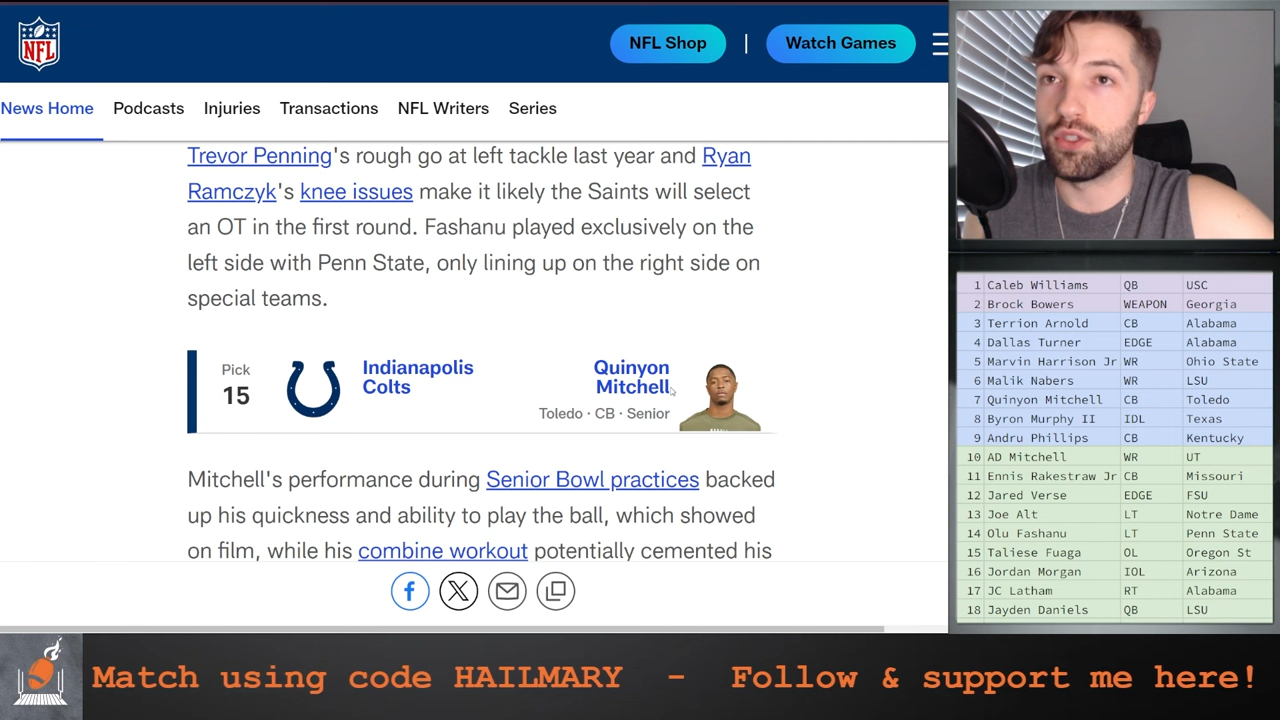 NFL
NFL Shop | Watch Games
News Home Podcasts Injuries Transactions NFL Writers Series
Trevor Penning's rough go at left tackle last year and Ryan
Ramczyk's knee issues make it likely the Saints will select
an OT in the first round. Fashanu played exclusively on the
left side with Penn State, only lining up on the right side on
special teams.
Pick
15
Indianapolis
Colts
Quinyon
Mitchell
Toledo · CB · Senior
Mitchell's performance during Senior Bowl practices backed
up his quickness and ability to play the ball, which showed
on film, while his combine workout potentially cemented his
1 Caleb Williams QB USC
2 Brock Bowers WEAPON Georgia
3 Terrion Arnold CB Alabama
4 Dallas Turner EDGE Alabama
5 Marvin Harrison Jr WR Ohio State
6 Malik Nabers WR LSU
7 Quinyon Mitchell CB Toledo
8 Byron Murphy II IDL Texas
9 Andru Phillips CB Kentucky
10 AD Mitchell WR UT
11 Ennis Rakestraw Jr CB Missouri
12 Jared Verse EDGE FSU
13 Joe Alt LT Notre Dame
14 Olu Fashanu LT Penn State
15 Taliese Fuaga OL Oregon St
16 Jordan Morgan IOL Arizona
17 JC Latham RT Alabama
18 Jayden Daniels QB LSU
Match using code HAILMARY - Follow & support me here!